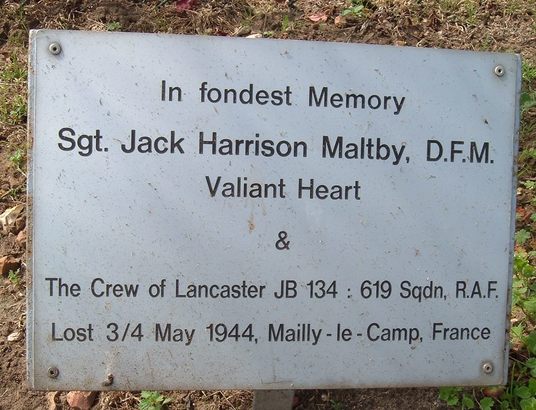 In fondest Memory
Sgt. Jack Harrison Maltby, D.F.M.
Valiant Heart
&
The Crew of Lancaster JB 134 : 619 Sqdn, R.A.F.
Lost 3/4 May 1944, Mailly-le-Camp, France